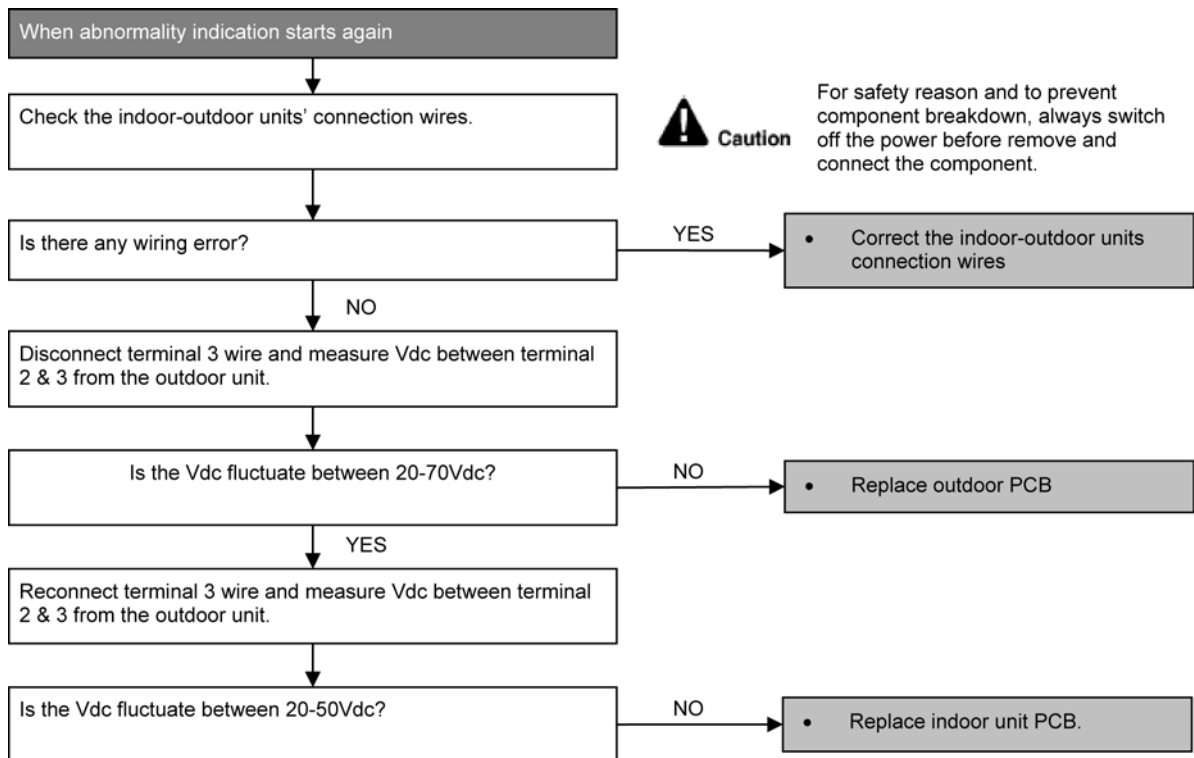 When abnormality indication starts again
Check the indoor-outdoor units’ connection wires.
Caution
For safety reason and to prevent
component breakdown, always switch
off the power before remove and
connect the component.
Is there any wiring error?
YES
• Correct the indoor-outdoor units
connection wires
NO
Disconnect terminal 3 wire and measure Vdc between terminal
2 & 3 from the outdoor unit.
Is the Vdc fluctuate between 20-70Vdc?
NO
• Replace outdoor PCB
YES
Reconnect terminal 3 wire and measure Vdc between terminal
2 & 3 from the outdoor unit.
Is the Vdc fluctuate between 20-50Vdc?
NO
• Replace indoor unit PCB.